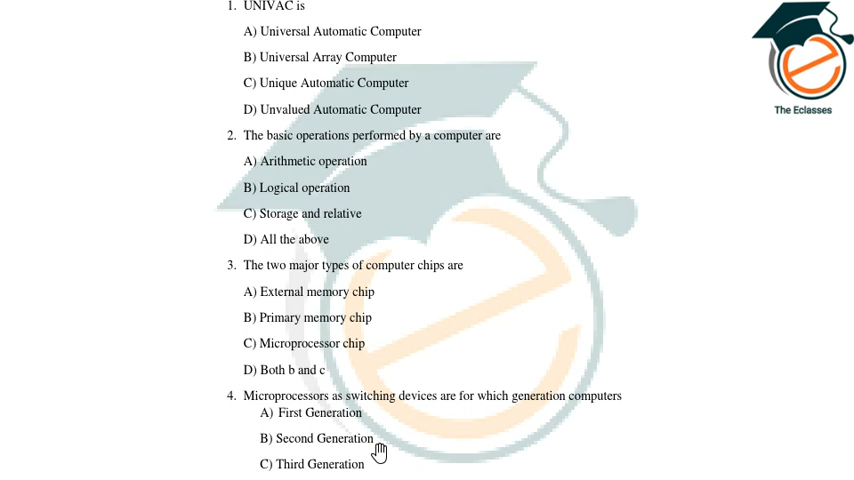 1. UNIVAC is
A) Universal Automatic Computer
B) Universal Array Computer
C) Unique Automatic Computer
D) Unvalued Automatic Computer
2. The basic operations performed by a computer are
A) Arithmetic operation
B) Logical operation
C) Storage and relative
D) All the above
3. The two major types of computer chips are
A) External memory chip
B) Primary memory chip
C) Microprocessor chip
D) Both b and c
4. Microprocessors as switching devices are for which generation computers
A) First Generation
B) Second Generation
C) Third Generation
The Eclasses